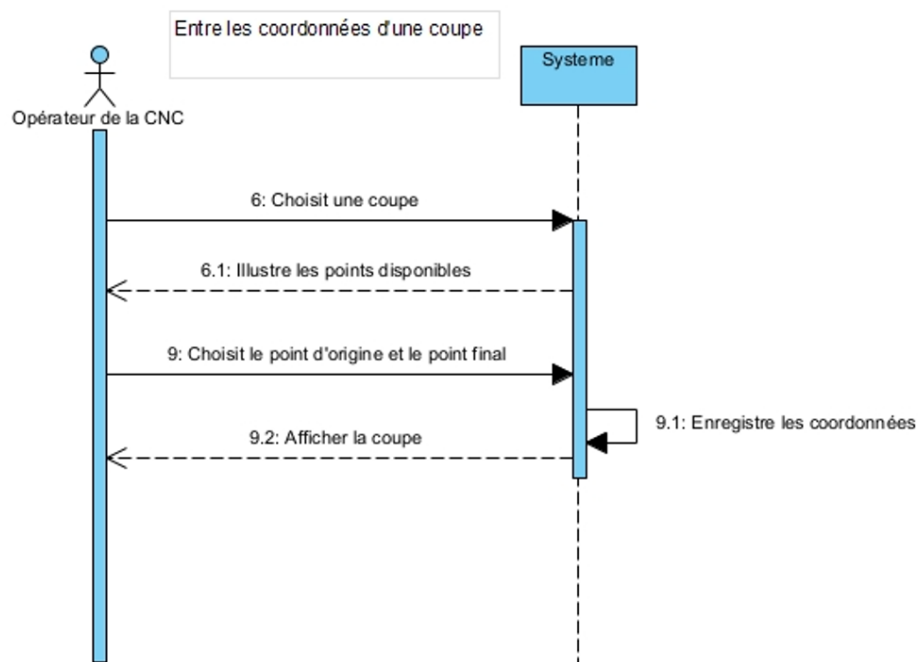 Entre les coordonnées d'une coupe
Systeme
Opérateur de la CNC
6: Choisit une coupe
6.1: Illustre les points disponibles
9: Choisit le point d'origine et le point final
9.1: Enregistre les coordonnées
9.2: Afficher la coupe